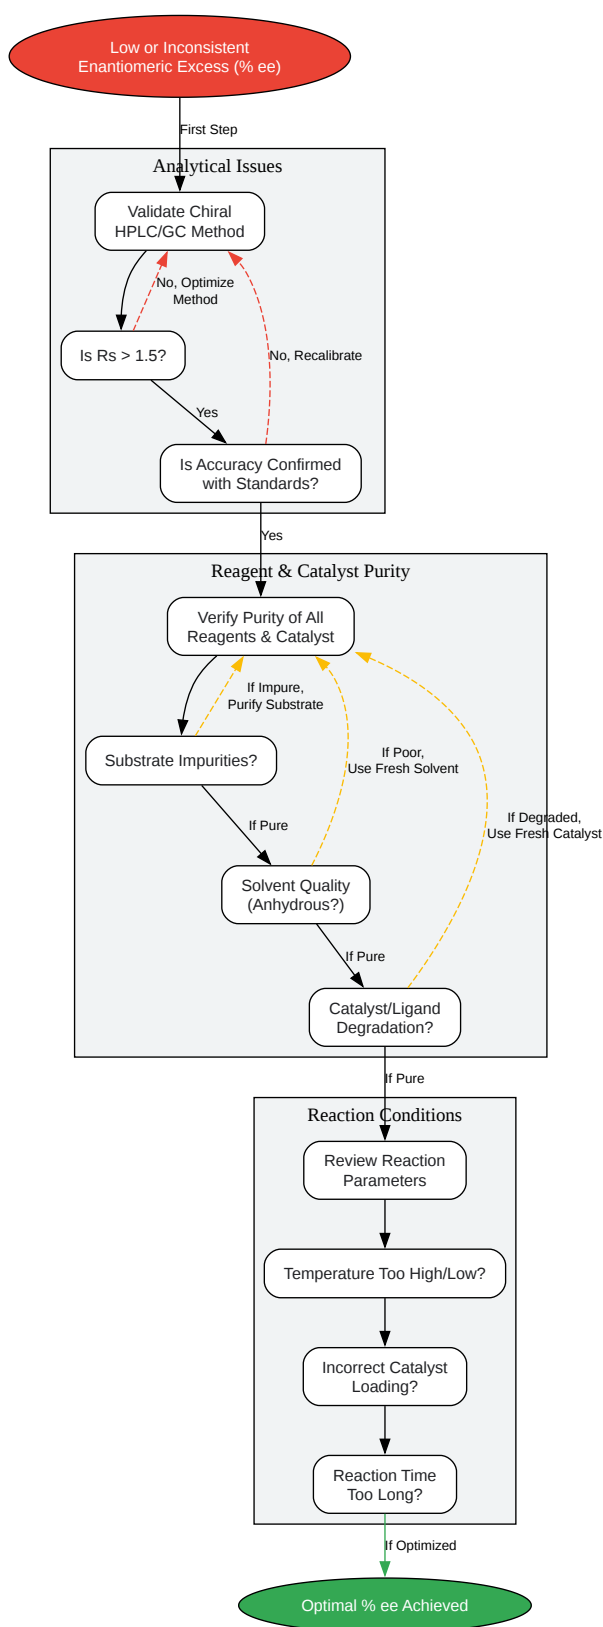 Low or Inconsistent
Enantiomeric Excess (% ee)
First Step
Analytical Issues
Validate Chiral
HPLC/GC Method
No, Optimize
Method
Is Rs > 1.5?
No, Recalibrate
Yes
Is Accuracy Confirmed
with Standards?
Yes
Reagent & Catalyst Purity
Verify Purity of All
Reagents & Catalyst
If Impure,
Purify Substrate
Substrate Impurities?
If Poor,
Use Fresh Solvent
If Degraded,
Use Fresh Catalyst
If Pure
Solvent Quality
(Anhydrous?)
If Pure
Catalyst/Ligand
Degradation?
If Pure
Reaction Conditions
Review Reaction
Parameters
Temperature Too High/Low?
Incorrect Catalyst
Loading?
Reaction Time
Too Long?
If Optimized
Optimal % ee Achieved